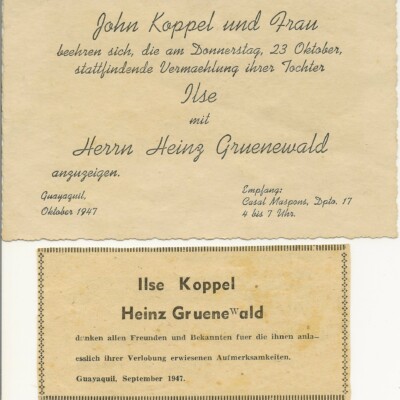 John Koppel und Frau
beehren sich, die am Donnerstag, 23 Oktober,
stattfindende Vermaehlung ihrer Tochter
Ilse
mit
Herrn Heinz Gruenewald
anzuzeigen.
Guayaquil,
Oktober 1947
Empfang:
Casal Maspons, Dpto. 17
4 bis 7 Uhr.
Ilse Koppel
Heinz Gruenewald
danken allen Freunden und Bekannten fuer die ihnen anla-
esslich ihrer Verlobung erwiesenen Aufmerksamkeiten.
Guayaquil, September 1947.